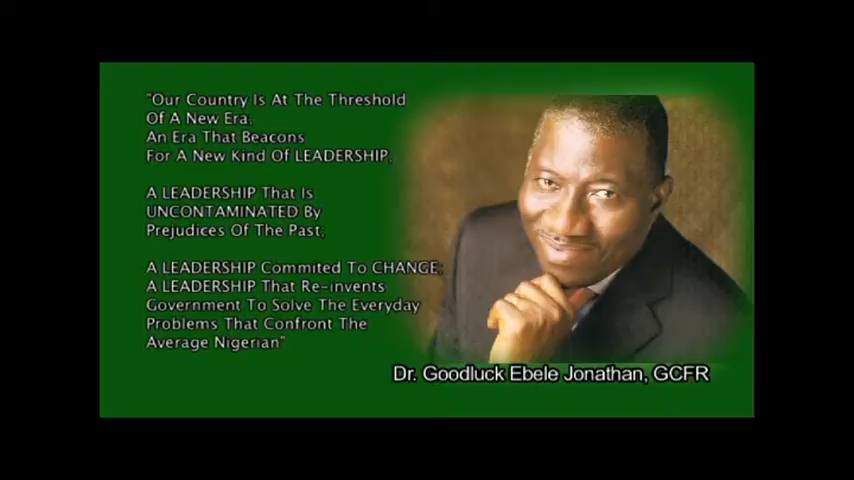 "Our Country Is At The Threshold
Of A New Era;
An Era That Beacons
For A New Kind Of LEADERSHIP;
A LEADERSHIP That Is
UNCONTAMINATED By
Prejudices Of The Past;
A LEADERSHIP Commited To CHANGE;
A LEADERSHIP That Re-invents
Government To Solve The Everyday
Problems That Confront The
Average Nigerian"
Dr. Goodluck Ebele Jonathan, GCFR